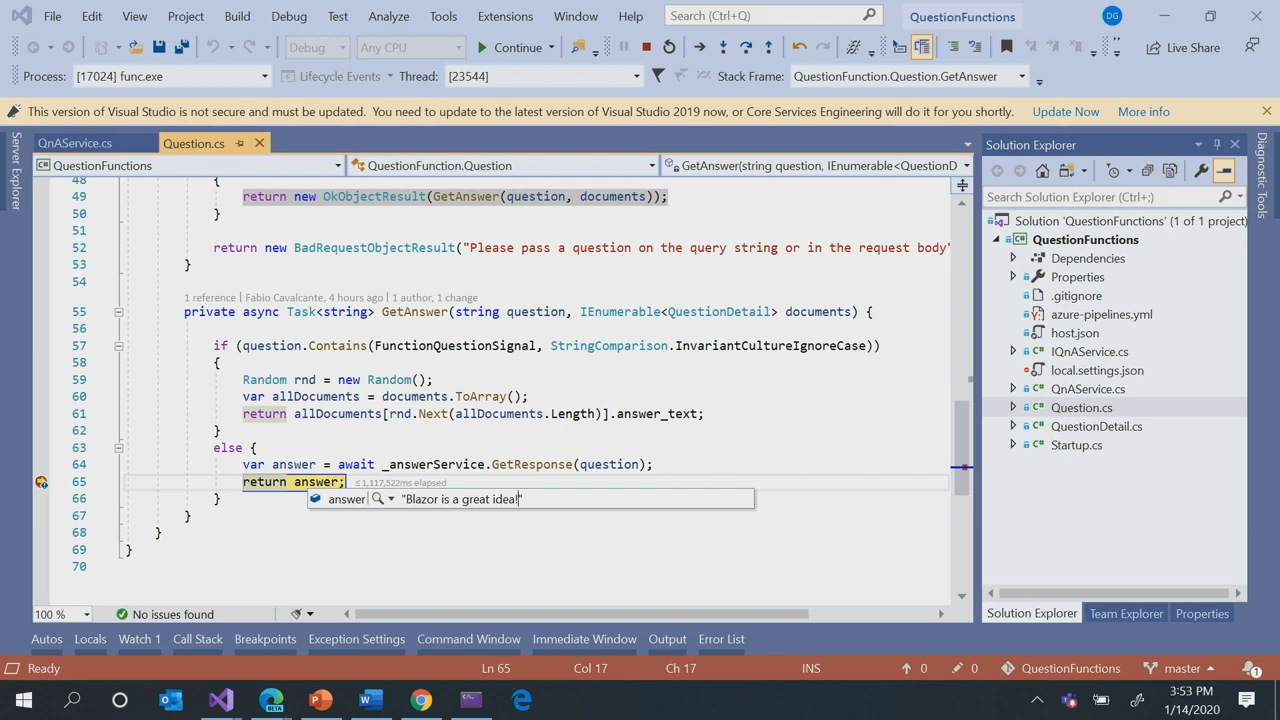 File Edit View Project Build Debug Test Analyze Tools Extensions Window Help Search (Ctrl+Q) QuestionFunctions DG
Debug Any CPU Continue Live Share
Process: [17024] func.exe Lifecycle Events Thread: [23544] Stack Frame: QuestionFunction.Question.GetAnswer
This version of Visual Studio is not secure and must be updated. You need to update to the latest version of Visual Studio 2019 now, or Core Services Engineering will do it for you shortly. Update Now More info
Server Explorer
QnAService.cs Question.cs
QuestionFunctions QuestionFunction.Question GetAnswer(string question, IEnumerable<QuestionD
48 {
49 return new OkObjectResult(GetAnswer(question, documents));
50 }
51
52 return new BadRequestObjectResult("Please pass a question on the query string or in the request body"
53 }
54
1 reference | Fabio Cavalcante, 4 hours ago | 1 author, 1 change
55 private async Task<string> GetAnswer(string question, IEnumerable<QuestionDetail> documents) {
56
57 if (question.Contains(FunctionQuestionSignal, StringComparison.InvariantCultureIgnoreCase))
58 {
59 Random rnd = new Random();
60 var allDocuments = documents.ToArray();
61 return allDocuments[rnd.Next(allDocuments.Length)].answer_text;
62 }
63 else {
64 var answer = await _answerService.GetResponse(question);
65 return answer; ≤ 1,117,522ms elapsed
answer "Blazor is a great idea!"
66 }
67 }
68 }
69 }
70
100 % No issues found
Solution Explorer
Search Solution Explorer (Ctrl+;)
Solution 'QuestionFunctions' (1 of 1 project)
QuestionFunctions
Dependencies
Properties
.gitignore
azure-pipelines.yml
host.json
IQnAService.cs
local.settings.json
QnAService.cs
Question.cs
QuestionDetail.cs
Startup.cs
Solution Explorer Team Explorer Properties
Diagnostic Tools
Autos Locals Watch 1 Call Stack Breakpoints Exception Settings Command Window Immediate Window Output Error List
Ready Ln 65 Col 17 Ch 17 INS 0 0 QuestionFunctions master 1
BETA
3:53 PM
1/14/2020